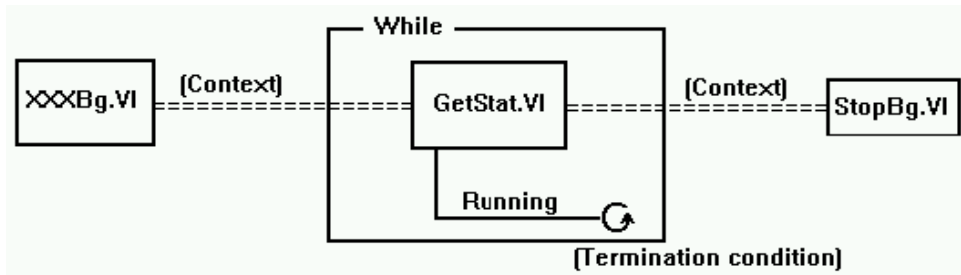 While
(Context)
(Context)
XXXBg.VI
GetStat.VI
StopBg.VI
Running
(Termination condition)